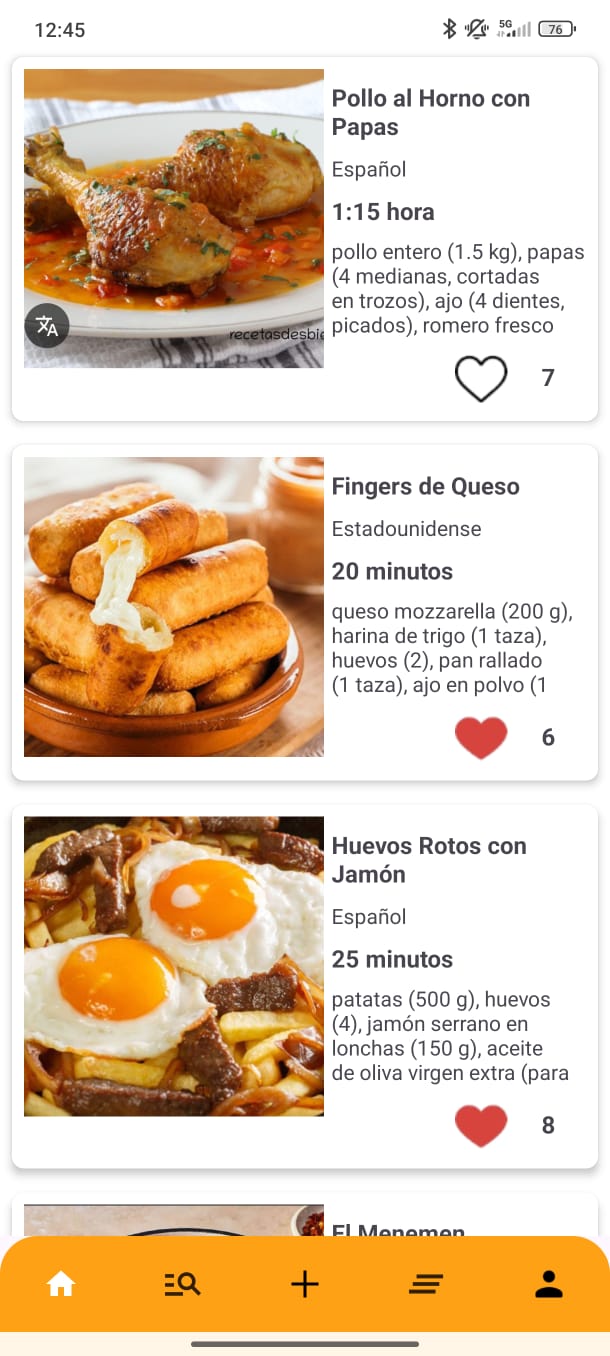 12:45
5G
76
Pollo al Horno con
Papas
Español
1:15 hora
pollo entero (1.5 kg), papas
(4 medianas, cortadas
en trozos), ajo (4 dientes,
picados), romero fresco
recetasdesbie
7
Fingers de Queso
Estadounidense
20 minutos
queso mozzarella (200 g),
harina de trigo (1 taza),
huevos (2), pan rallado
(1 taza), ajo en polvo (1
6
Huevos Rotos con
Jamón
Español
25 minutos
patatas (500 g), huevos
(4), jamón serrano en
lonchas (150 g), aceite
de oliva virgen extra (para
8
El Menemen